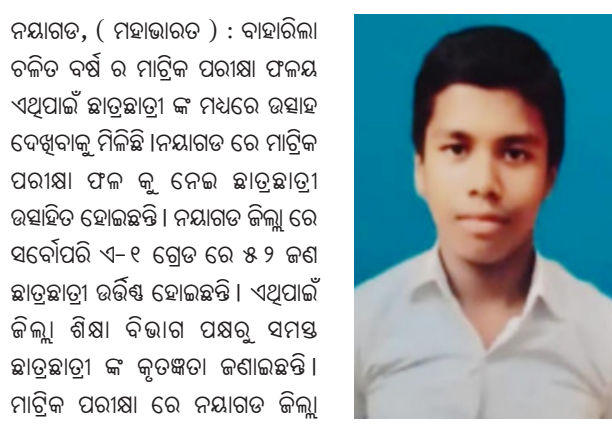 ନୟାଗଡ, ( ମହାଭାରତ ) : ବାହାରିଲା
ଚଳିତ ବର୍ଷ ର ମାଟ୍ରିକ ପରୀକ୍ଷା ଫଳୟ
ଏଥିପାଇଁ ଛାତ୍ରଛାତ୍ରୀ ଙ୍କ ମଧ୍ୟରେ ଉତ୍ସାହ
ଦେଖିବାକୁ ମିଳିଛି ।ନୟାଗଡ ରେ ମାଟ୍ରିକ
ପରୀକ୍ଷା ଫଳ କୁ ନେଇ ଛାତ୍ରଛାତ୍ରୀ
ଉତ୍ସାହିତ ହୋଇଛନ୍ତି । ନୟାଗଡ ଜିଲ୍ଲା ରେ
ସର୍ବୋପରି ଏ-୧ ଗ୍ରେଡ ରେ ୫୨ ଜଣ
ଛାତ୍ରଛାତ୍ରୀ ଉର୍ତ୍ତିଷ୍ଣ ହୋଇଛନ୍ତି । ଏଥିପାଇଁ
ଜିଲ୍ଲା ଶିକ୍ଷା ବିଭାଗ ପକ୍ଷରୁ ସମସ୍ତ
ଛାତ୍ରଛାତ୍ରୀ ଙ୍କ କୃତଜ୍ଞତା ଜଣାଇଛନ୍ତି ।
ମାଟ୍ରିକ ପରୀକ୍ଷା ରେ ନୟାଗଡ ଜିଲ୍ଲା